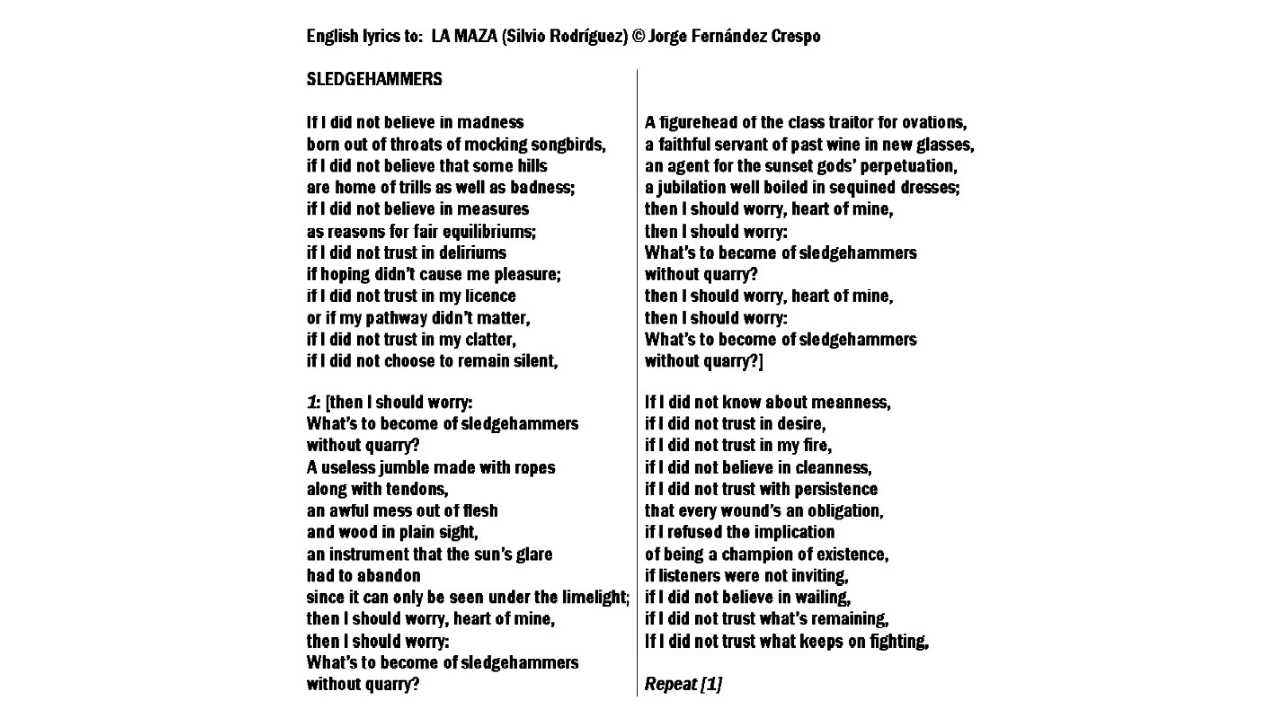 English lyrics to: LA MAZA (Silvio Rodríguez) © Jorge Fernández Crespo
SLEDGEHAMMERS
If I did not believe in madness
born out of throats of mocking songbirds,
if I did not believe that some hills
are home of trills as well as badness;
if I did not believe in measures
as reasons for fair equilibriums;
if I did not trust in deliriums
if hoping didn't cause me pleasure;
if I did not trust in my licence
or if my pathway didn't matter,
if I did not trust in my clatter,
if I did not choose to remain silent,
1: [then I should worry:
What's to become of sledgehammers
without quarry?
A useless jumble made with ropes
along with tendons,
an awful mess out of flesh
and wood in plain sight,
an instrument that the sun's glare
had to abandon
since it can only be seen under the limelight;
then I should worry, heart of mine,
then I should worry:
What's to become of sledgehammers
without quarry?
A figurehead of the class traitor for ovations,
a faithful servant of past wine in new glasses,
an agent for the sunset gods' perpetuation,
a jubilation well boiled in sequined dresses;
then I should worry, heart of mine,
then I should worry:
What's to become of sledgehammers
without quarry?
then I should worry, heart of mine,
then I should worry:
What's to become of sledgehammers
without quarry?]
If I did not know about meanness,
if I did not trust in desire,
if I did not trust in my fire,
if I did not believe in cleanness,
if I did not trust with persistence
that every wound's an obligation,
if I refused the implication
of being a champion of existence,
if listeners were not inviting,
if I did not believe in wailing,
if I did not trust what's remaining,
If I did not trust what keeps on fighting,
Repeat [1]